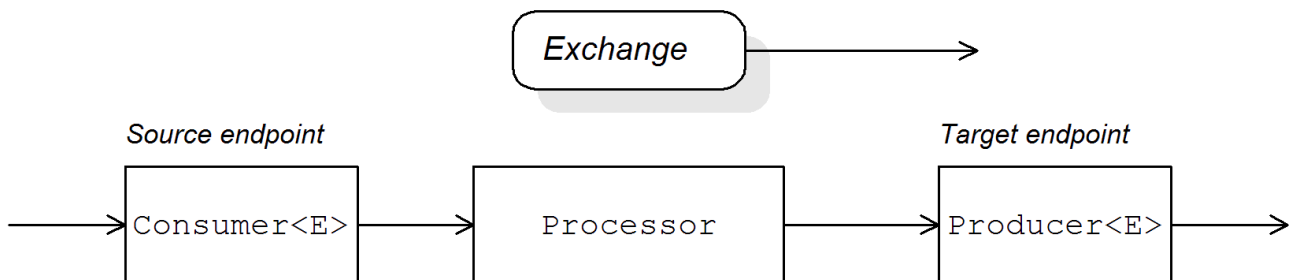 Exchange
Source endpoint
Target endpoint
Consumer<E>
Processor
Producer<E>